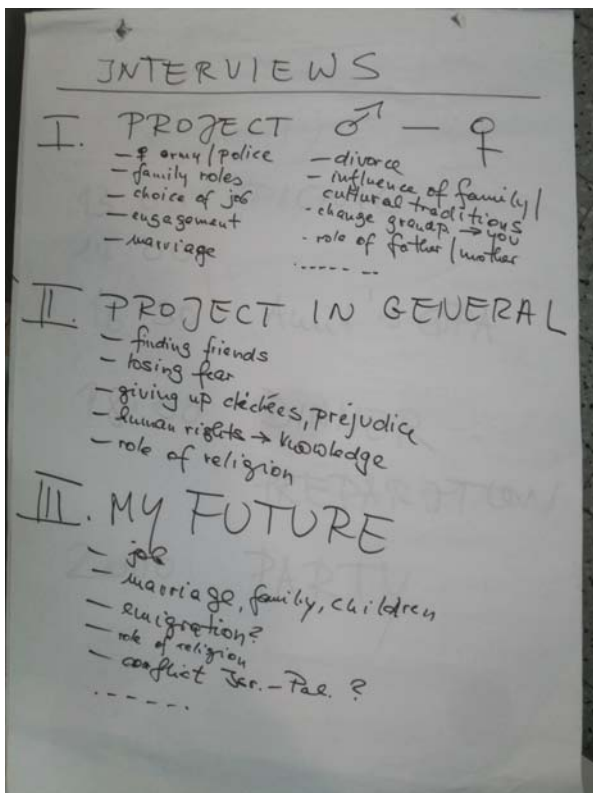 INTERVIEWS
I. PROJECT ♂ – ♀
– ♀ army / police
– family roles
– choice of job
– engagement
– marriage
– divorce
– influence of family /
cultural traditions
- change grandp → you
- role of father / mother
- - - - - - -
II. PROJECT IN GENERAL
– finding friends
– losing fear
– giving up clichées, prejudice
– human rights → knowledge
– role of religion
III. MY FUTURE
– job
– marriage, family, children
– emigration?
– role of religion
– conflict Isr. – Pal. ?
- - - - - -